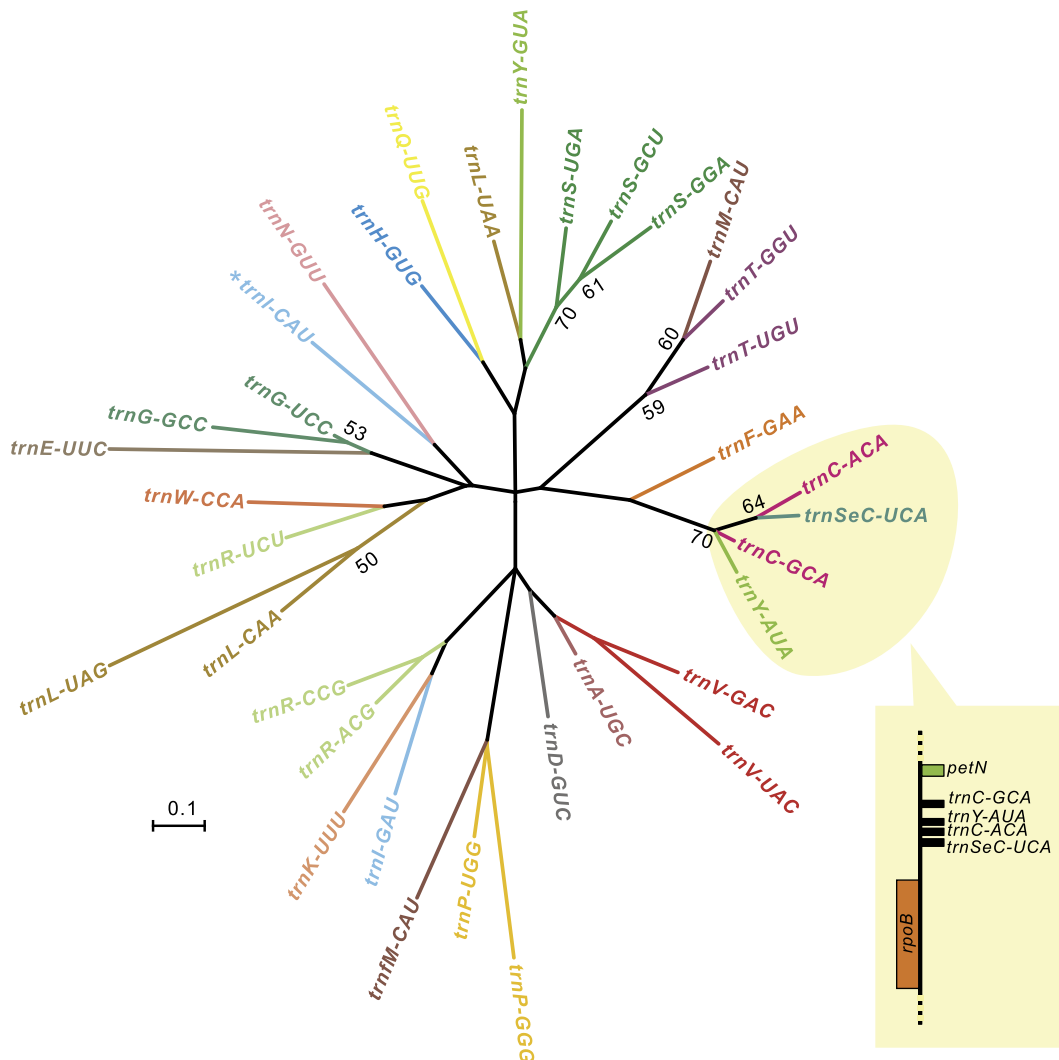 trnY-GUA
trnQ-UUG
trnL-UAA
trnS-UGA
trnS-GCU
trnS-GGA
trnM-CAU
trnN-GUU
trnH-GUG
trnT-GGU
*trnI-CAU
61
70
60
trnT-UGU
trnG-UCC
53
59
trnG-GCC
trnF-GAA
trnE-UUC
trnC-ACA
trnW-CCA
64
trnSeC-UCA
trnR-UCU
70
trnC-GCA
50
trnY-AUA
trnL-CAA
trnL-UAG
trnR-CCG
trnA-UGC
trnV-GAC
trnR-ACG
trnD-GUC
trnV-UAC
petN
trnC-GCA
trnY-AUA
trnC-ACA
trnSeC-UCA
0.1
trnK-UUU
trnI-GAU
trnP-UGG
trnfM-CAU
rpoB
trnP-GGG